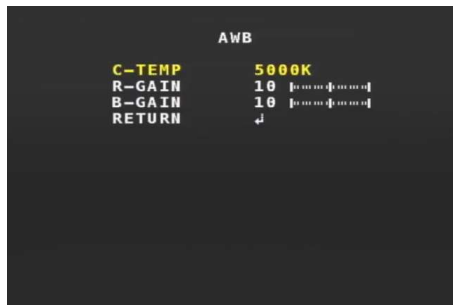 AWB
C-TEMP 5000K
R-GAIN 10
B-GAIN 10
RETURN ↲